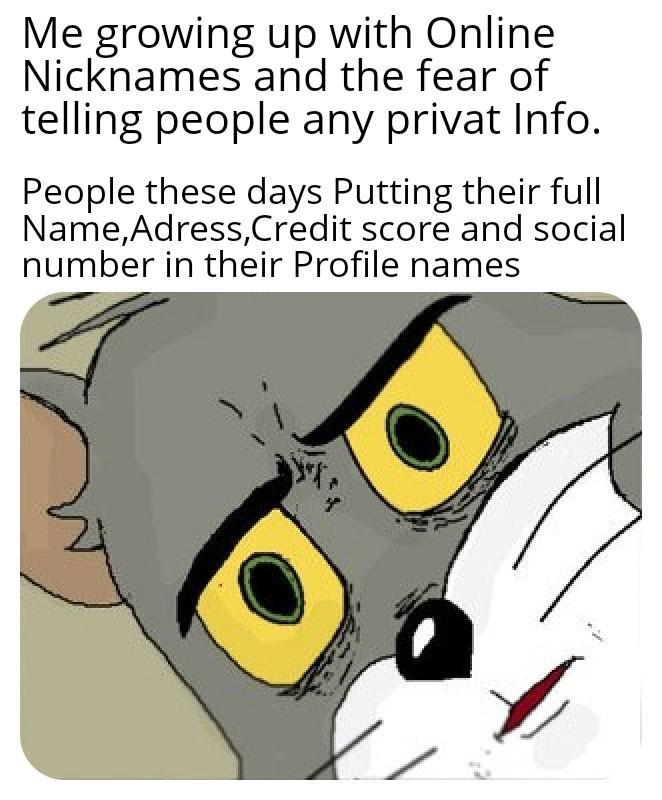 Me growing up with Online
Nicknames and the fear of
telling people any privat Info.
People these days Putting their full
Name,Adress,Credit score and social
number in their Profile names